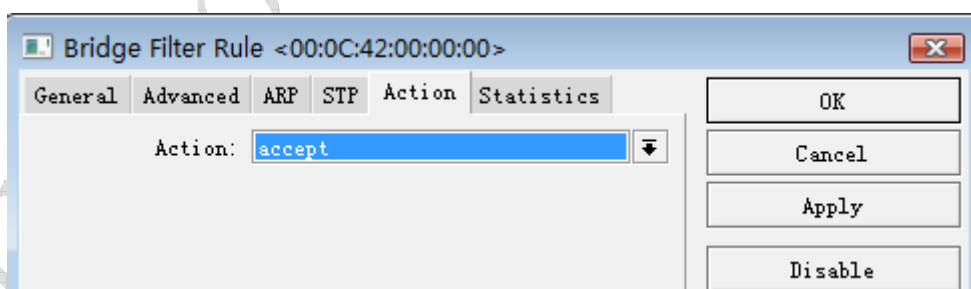 Bridge Filter Rule <00:0C:42:00:00:00>
General Advanced ARP STP Action Statistics
OK
Action: accept
Cancel
Apply
Disable